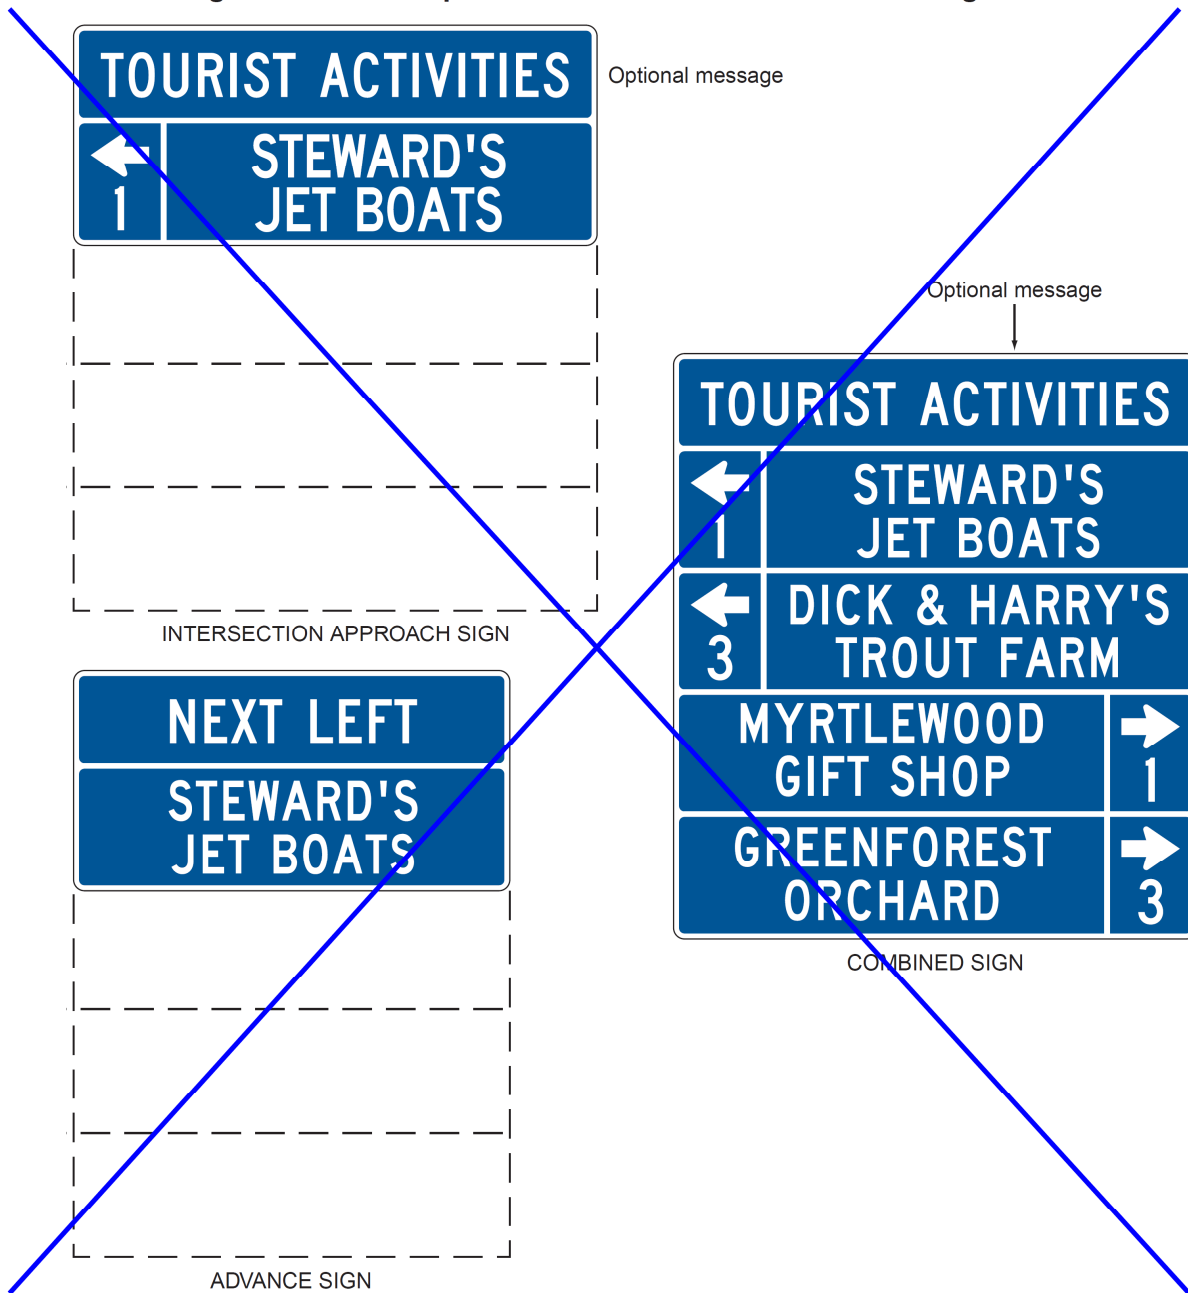 TOURIST ACTIVITIES
Optional message
1
STEWARD'S
JET BOATS
INTERSECTION APPROACH SIGN
NEXT LEFT
STEWARD'S
JET BOATS
ADVANCE SIGN
Optional message
TOURIST ACTIVITIES
1
STEWARD'S
JET BOATS
3
DICK & HARRY'S
TROUT FARM
MYRTLEWOOD
GIFT SHOP
1
GREENFOREST
ORCHARD
3
COMBINED SIGN